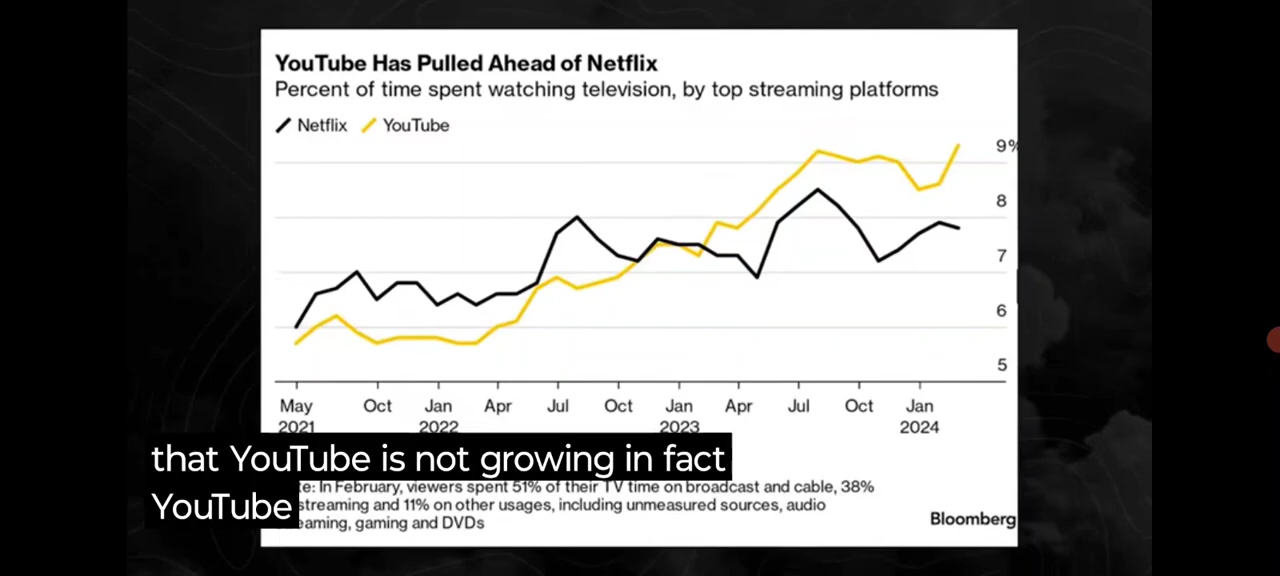 YouTube Has Pulled Ahead of Netflix
Percent of time spent watching television, by top streaming platforms
Netflix YouTube
9%
8
7
6
5
May Oct Jan Apr Jul Oct Jan Apr Jul Oct Jan
2021 2022 2023 2024
that YouTube is not growing in fact
YouTube
In February, viewers spent 51% of their TV time on broadcast and cable, 38%
streaming and 11% on other usages, including unmeasured sources, audio
gaming and DVDs
Bloomberg